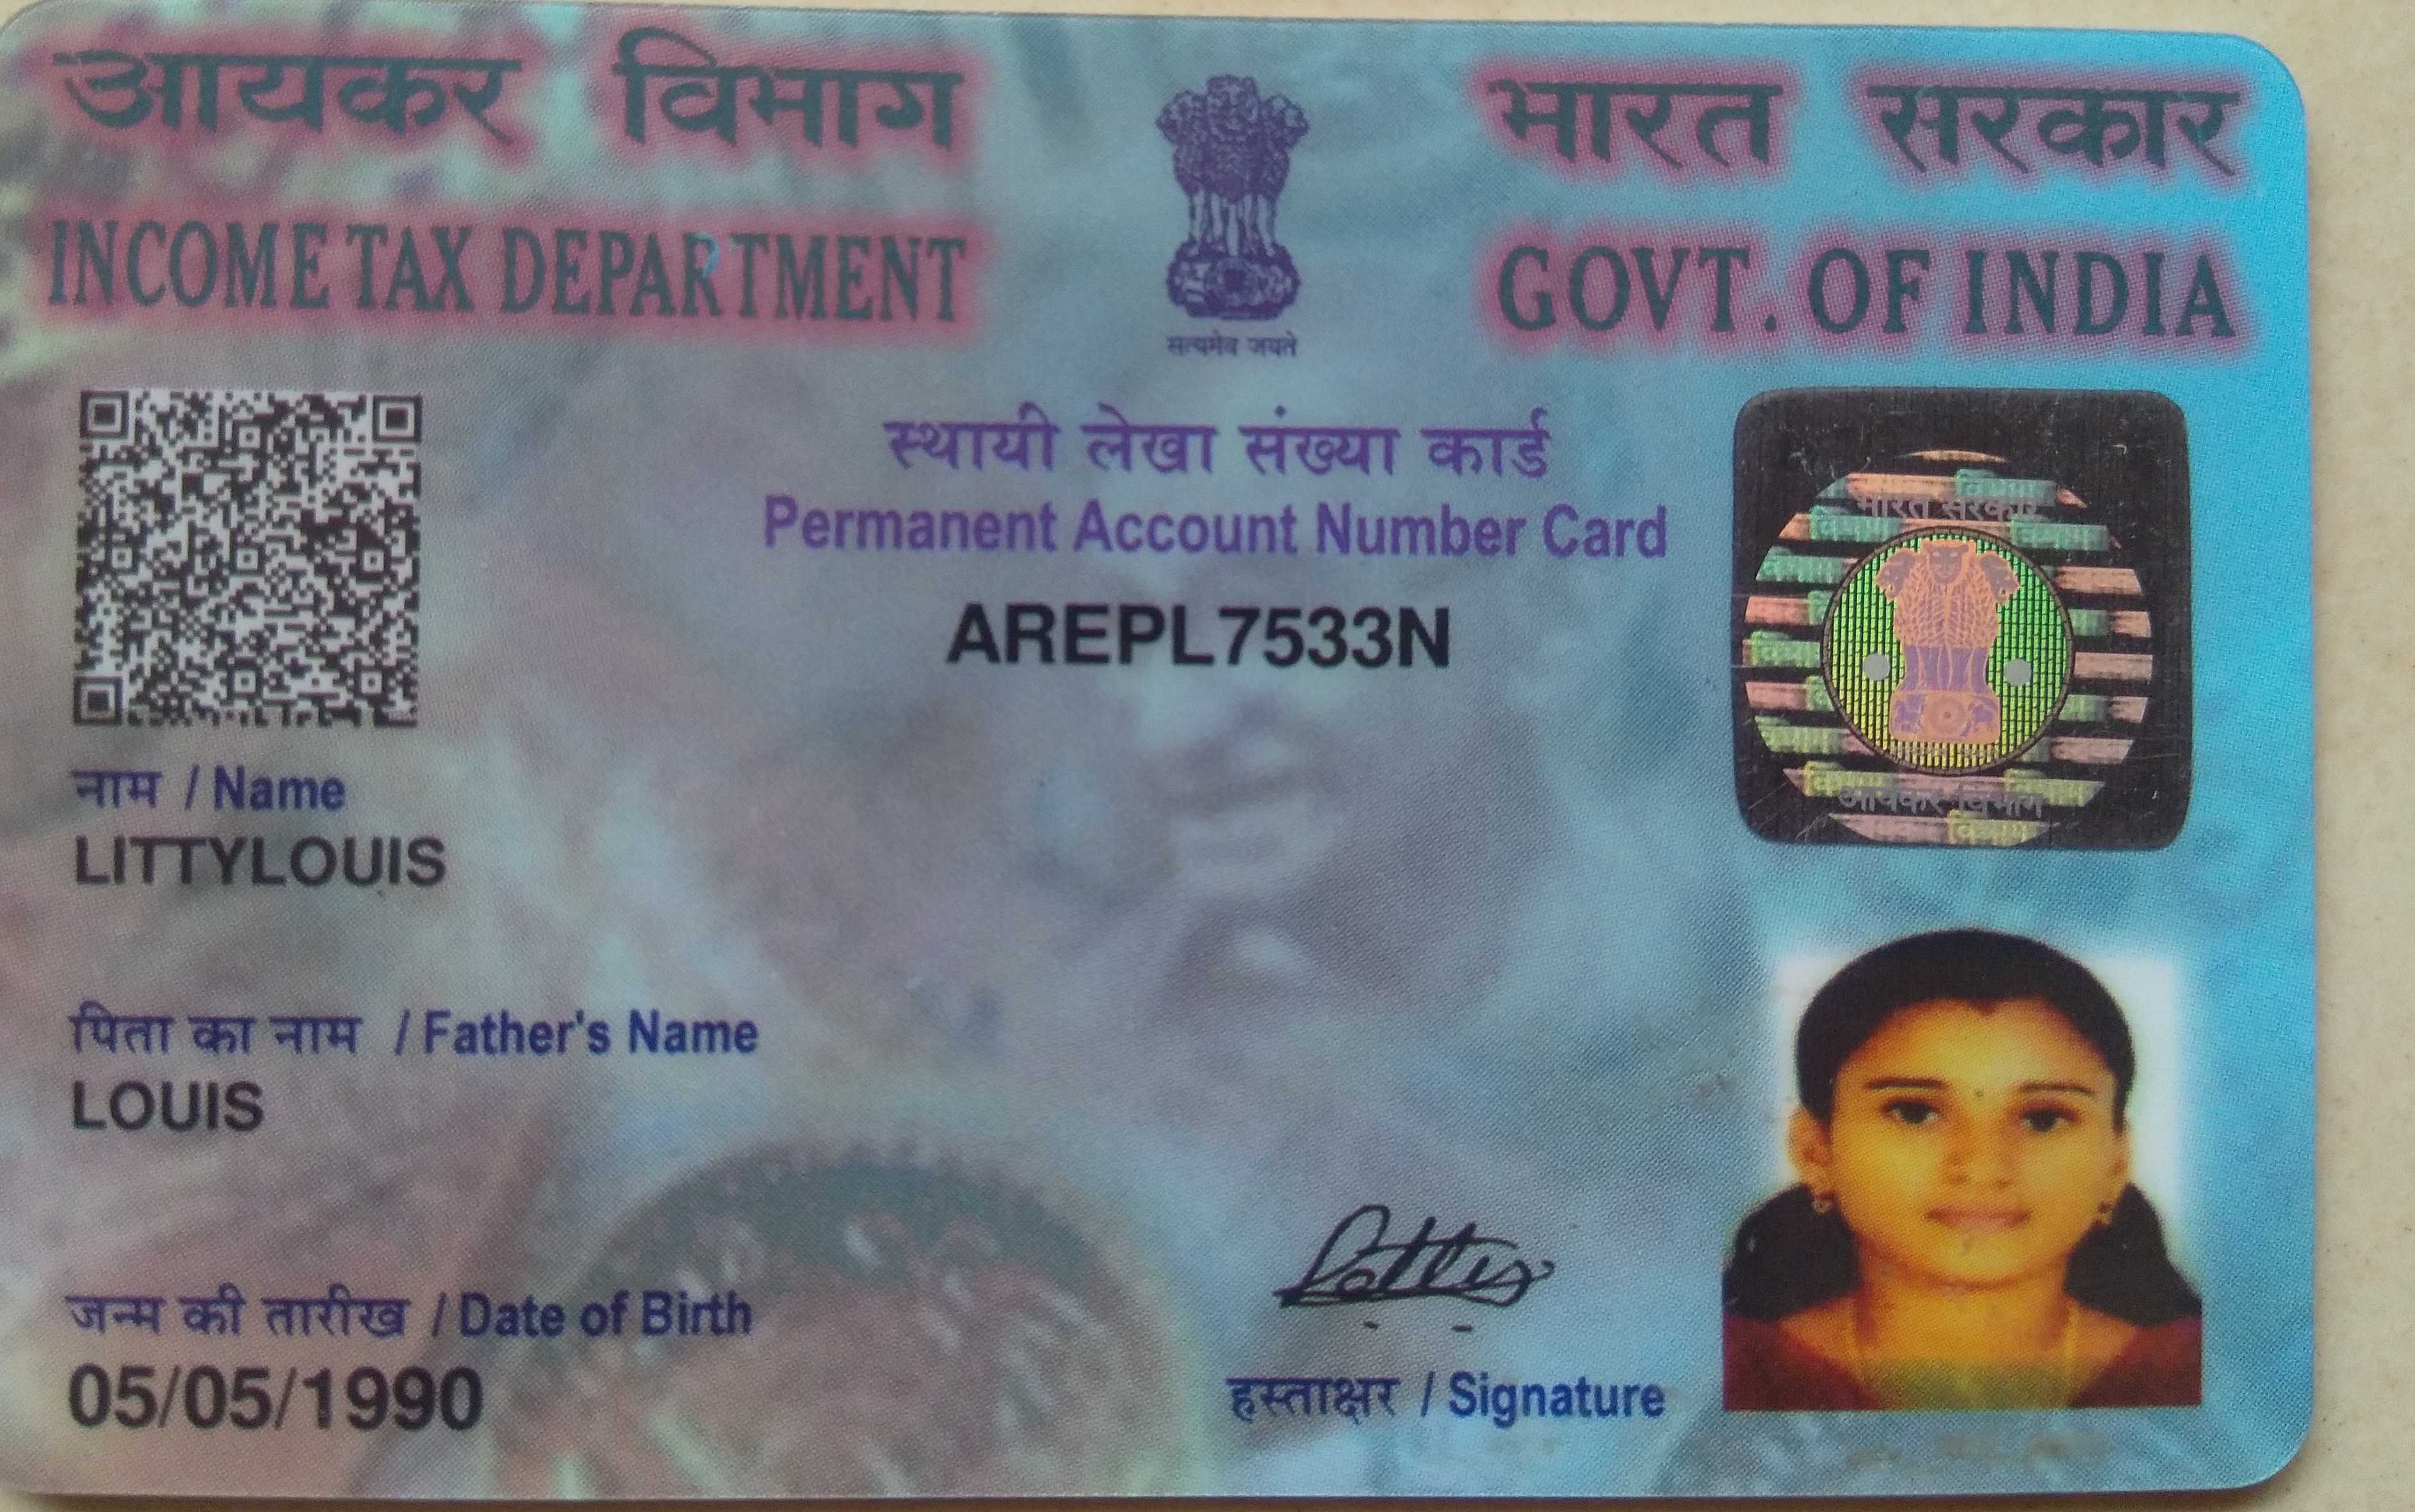 आयकर विभाग
INCOME TAX DEPARTMENT
सत्यमेव जयते
भारत सरकार
GOVT. OF INDIA
स्थायी लेखा संख्या कार्ड
Permanent Account Number Card
AREPL7533N
भारत सरकार
आयकर विभाग
नाम / Name
LITTYLOUIS
पिता का नाम / Father's Name
LOUIS
जन्म की तारीख / Date of Birth
05/05/1990
हस्ताक्षर / Signature